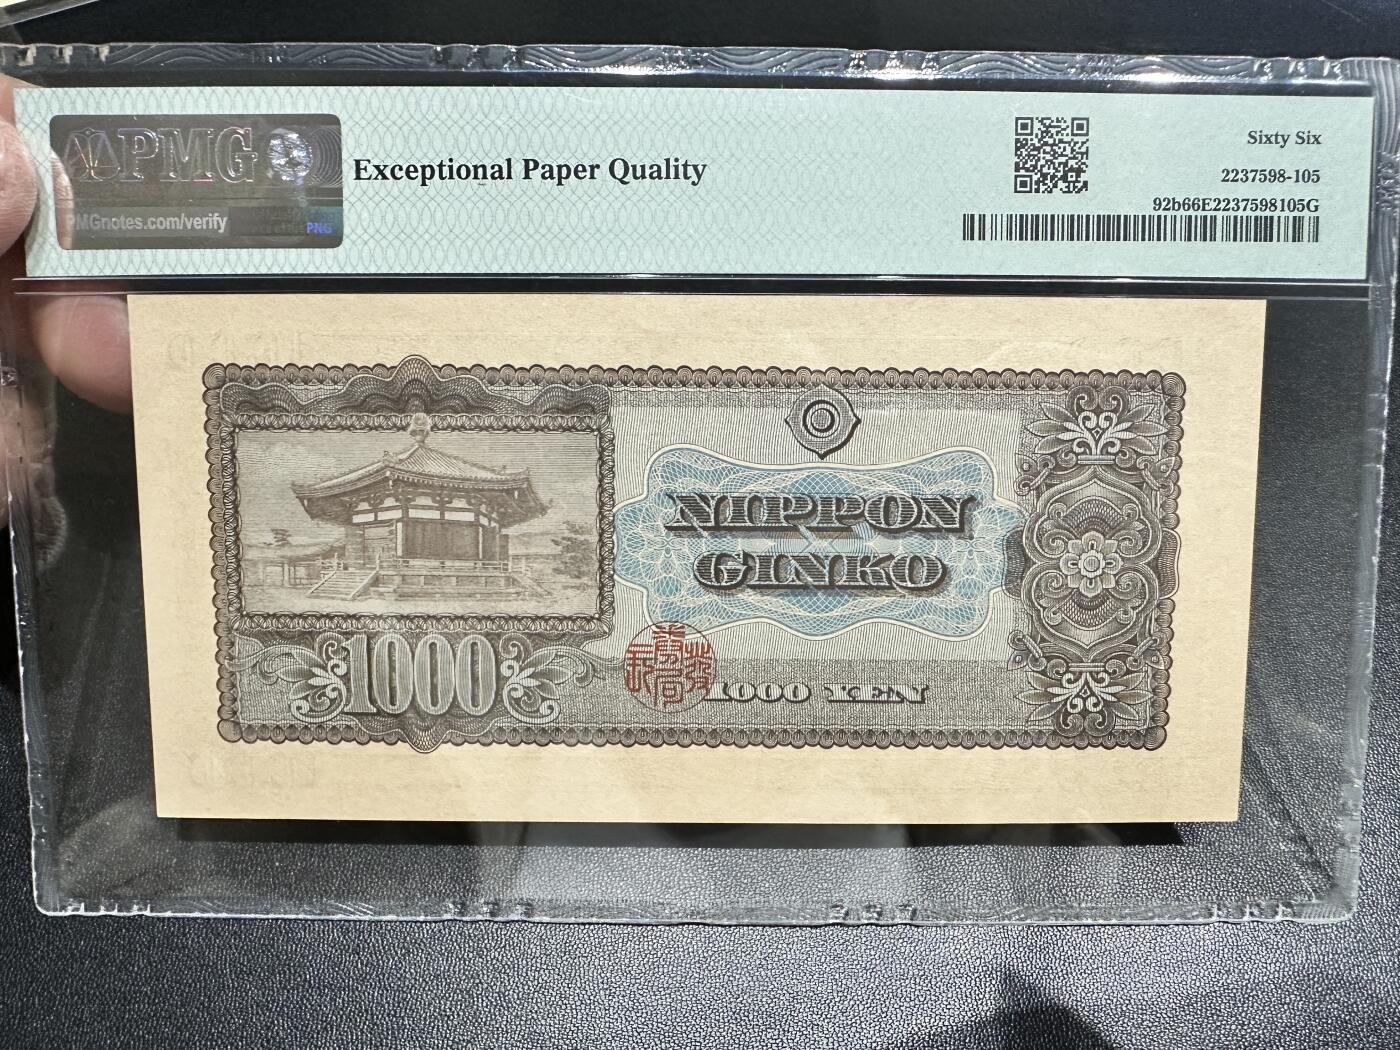 PMG
PMGnotes.com/verify
PNG
Exceptional Paper Quality
Sixty Six
2237598-105
92b66E2237598105G
NIPPON
GINKO
1000
1000 YEN